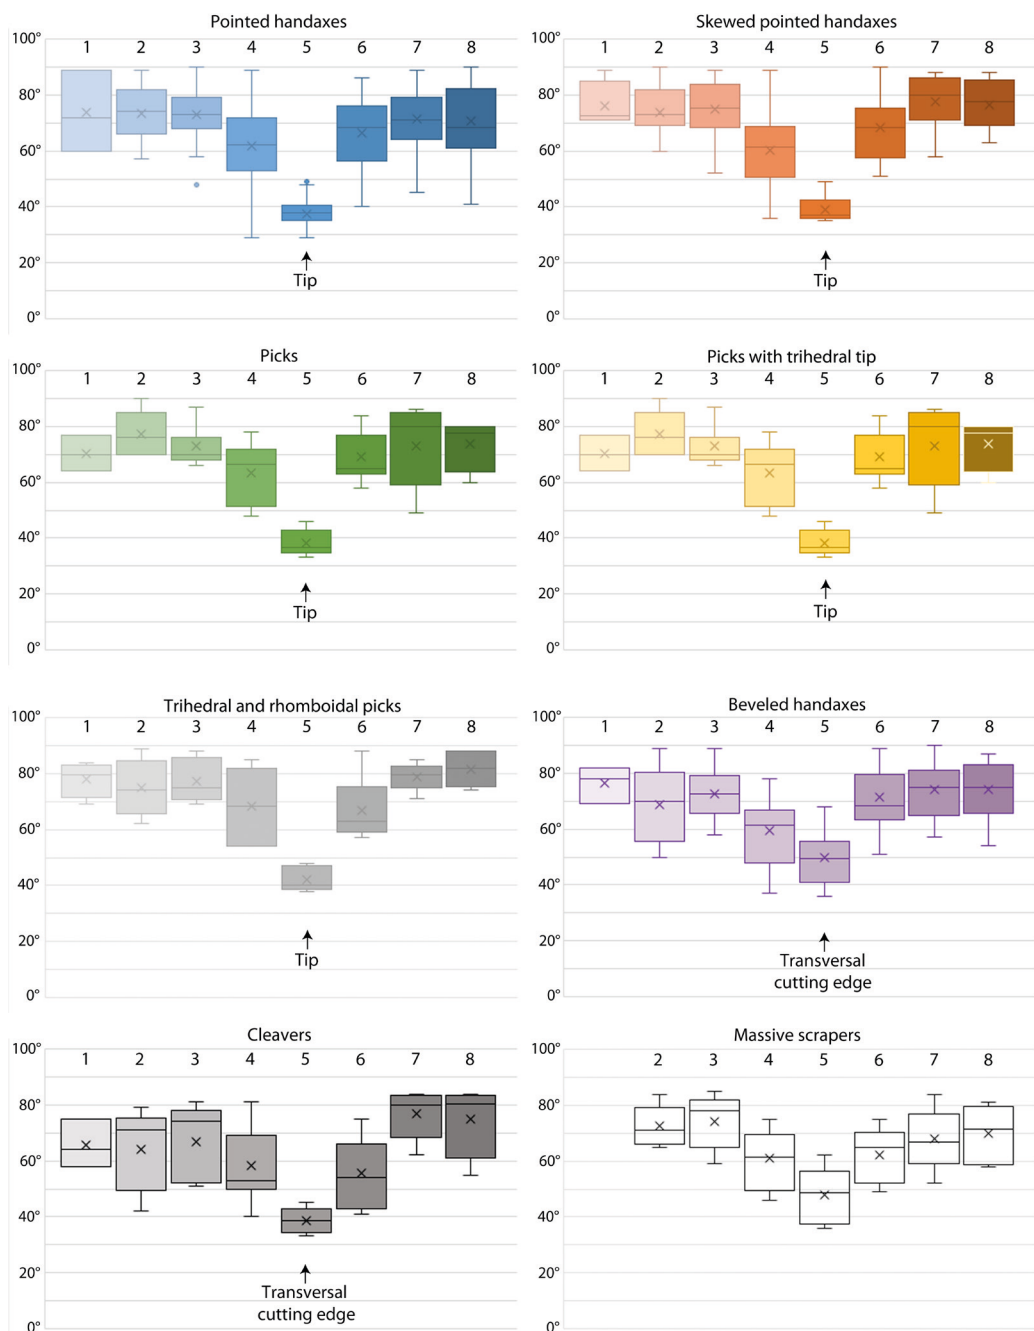 Pointed handaxes
100°
1 2 3 4 5 6 7 8
80°
60°
40°
20°
Tip
0°
Skewed pointed handaxes
100°
1 2 3 4 5 6 7 8
80°
60°
40°
20°
Tip
0°
Picks
100°
1 2 3 4 5 6 7 8
80°
60°
40°
20°
Tip
0°
Picks with trihedral tip
100°
1 2 3 4 5 6 7 8
80°
60°
40°
20°
Tip
0°
Trihedral and rhomboidal picks
100°
1 2 3 4 5 6 7 8
80°
60°
40°
20°
Tip
0°
Beveled handaxes
100°
1 2 3 4 5 6 7 8
80°
60°
40°
20°
Transversal
cutting edge
0°
Cleavers
100°
1 2 3 4 5 6 7 8
80°
60°
40°
20°
Transversal
cutting edge
0°
Massive scrapers
100°
2 3 4 5 6 7 8
80°
60°
40°
20°
0°